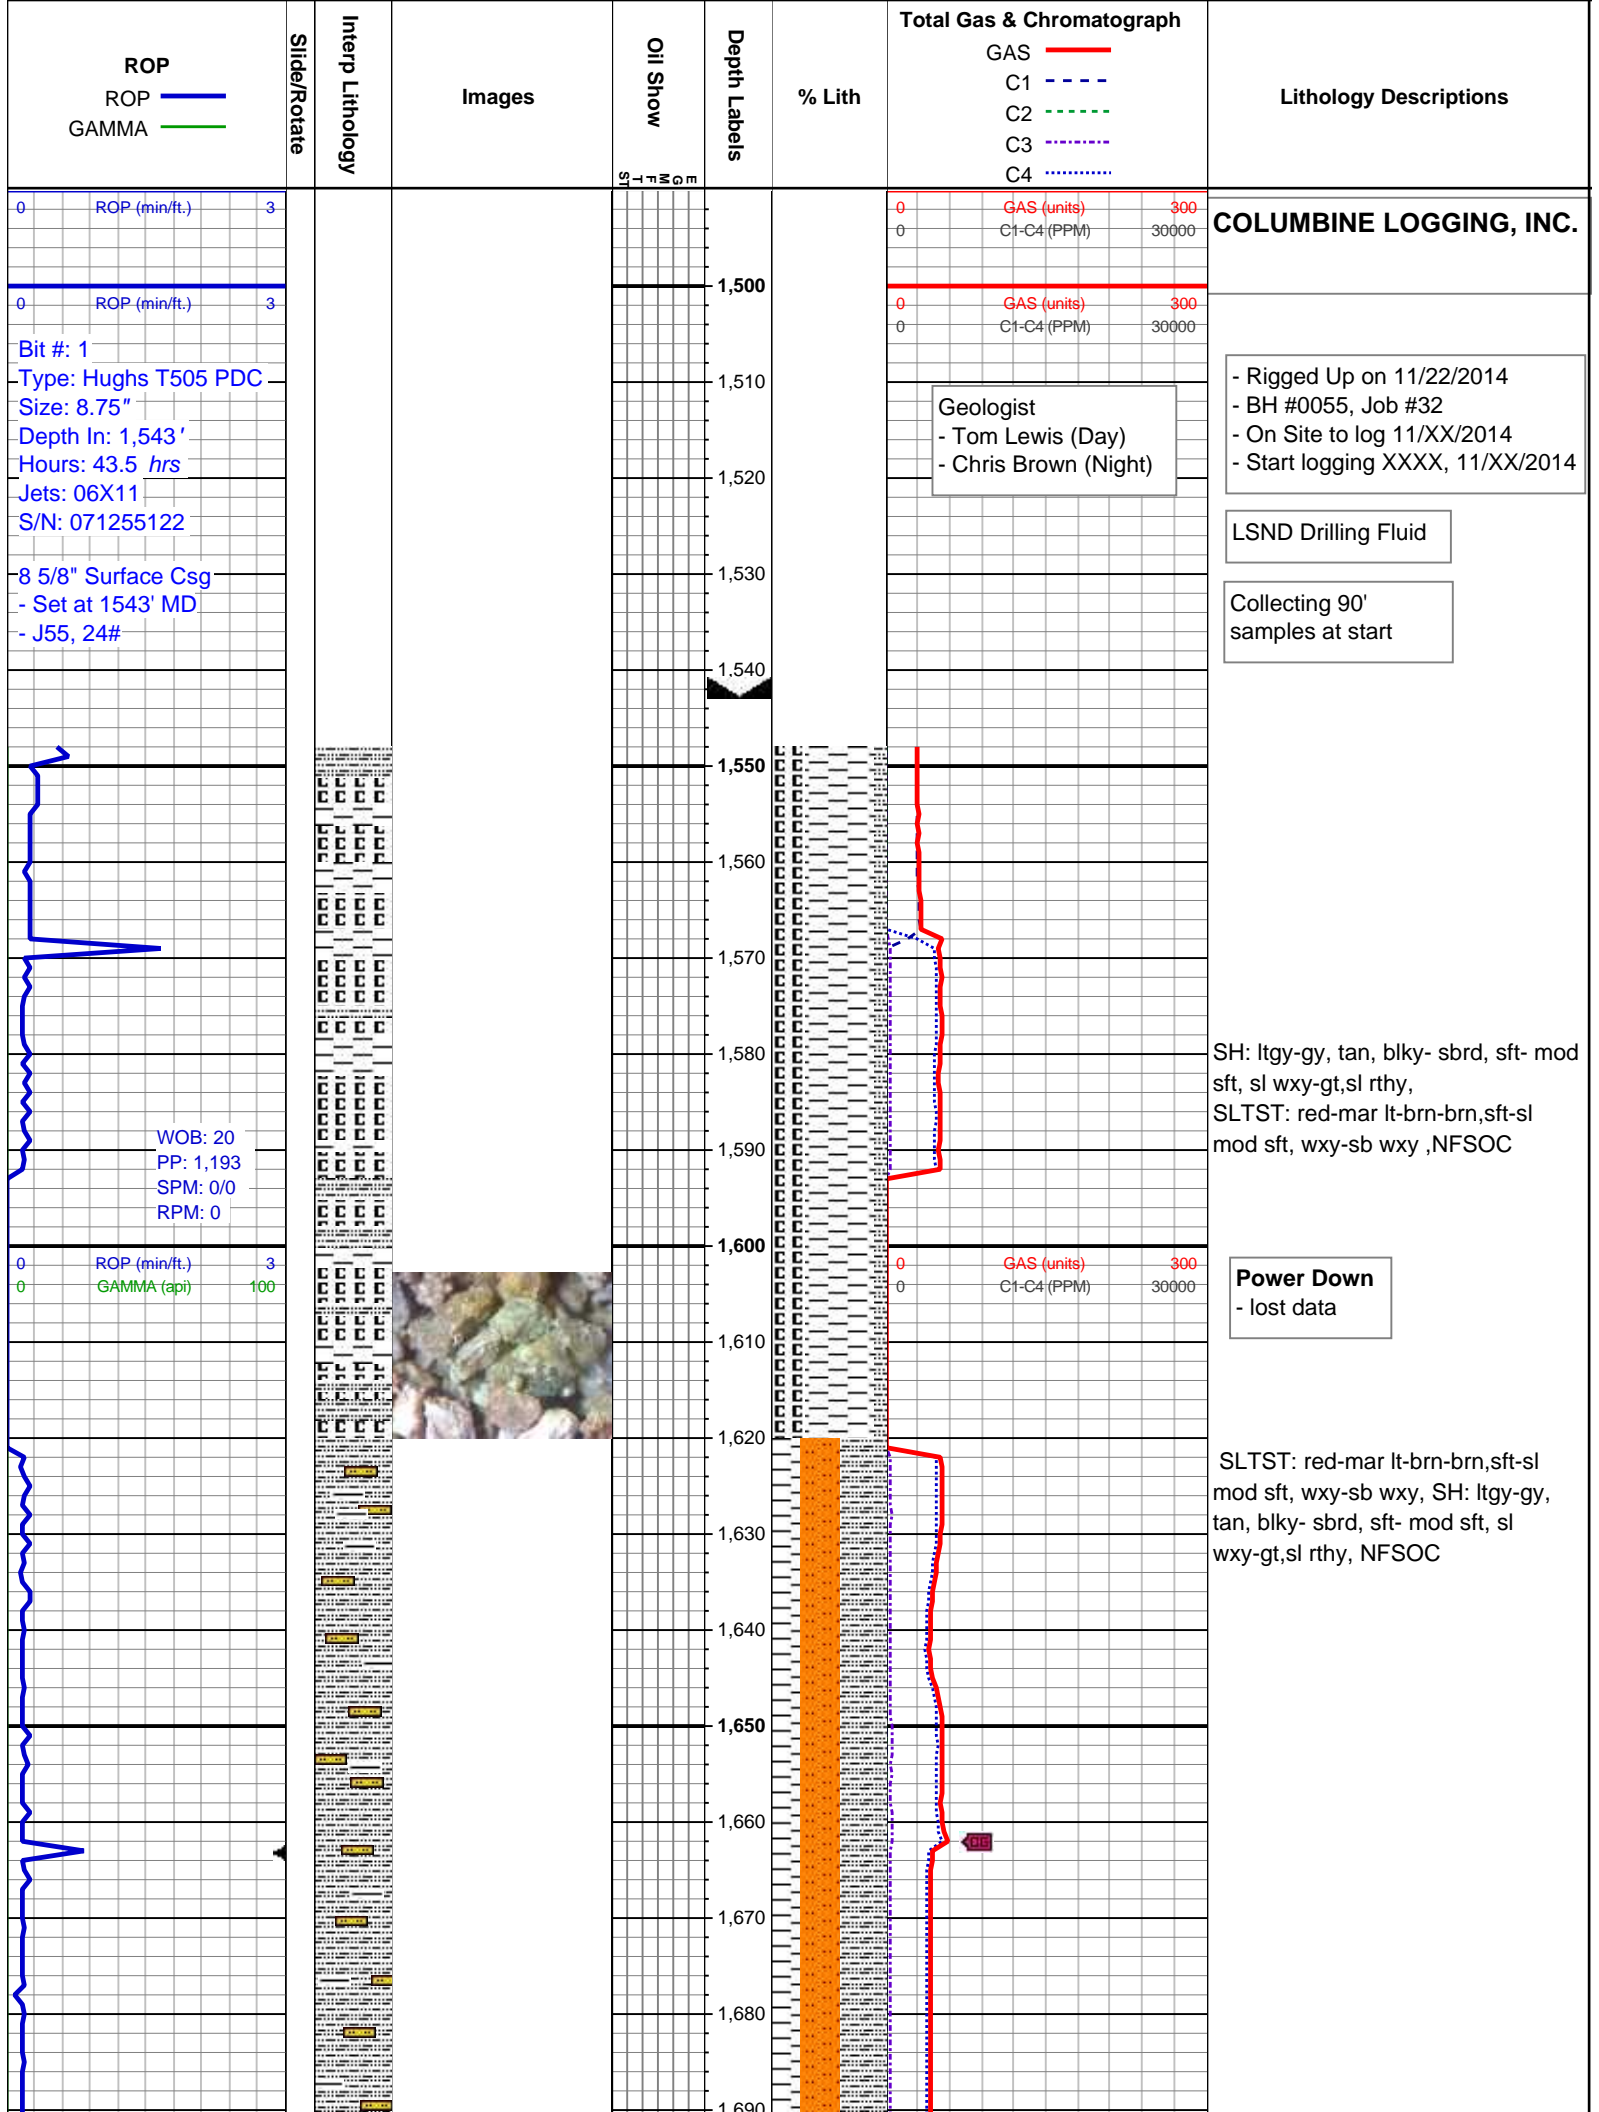 ROP
ROP
GAMMA
Slide/Rotate
Interp Lithology
Images
Oil Show
ST T F M G E
Depth Labels
% Lith
Total Gas & Chromatograph
GAS
C1
C2
C3
C4
Lithology Descriptions
0 ROP (min/ft.) 3
0 GAS (units) 300
0 C1-C4 (PPM) 30000
COLUMBINE LOGGING, INC.
1,500
0 ROP (min/ft.) 3
0 GAS (units) 300
0 C1-C4 (PPM) 30000
Bit #: 1
Type: Hughs T505 PDC
Size: 8.75"
Depth In: 1,543'
Hours: 43.5 hrs
Jets: 06X11
S/N: 071255122
8 5/8" Surface Csg
- Set at 1543' MD
- J55, 24#
1,510
1,520
1,530
1,540
Geologist
- Tom Lewis (Day)
- Chris Brown (Night)
- Rigged Up on 11/22/2014
- BH #0055, Job #32
- On Site to log 11/XX/2014
- Start logging XXXX, 11/XX/2014
LSND Drilling Fluid
Collecting 90'
samples at start
1,550
1,560
1,570
1,580
1,590
SH: ltgy-gy, tan, blky- sbrd, sft- mod
sft, sl wxy-gt,sl rthy,
SLTST: red-mar lt-brn-brn,sft-sl
mod sft, wxy-sb wxy ,NFSOC
WOB: 20
PP: 1,193
SPM: 0/0
RPM: 0
1,600
0 ROP (min/ft.) 3
0 GAMMA (api) 100
0 GAS (units) 300
0 C1-C4 (PPM) 30000
Power Down
- lost data
1,610
1,620
1,630
1,640
SLTST: red-mar lt-brn-brn,sft-sl
mod sft, wxy-sb wxy, SH: ltgy-gy,
tan, blky- sbrd, sft- mod sft, sl
wxy-gt,sl rthy, NFSOC
1,650
1,660
1,670
1,680
1,690